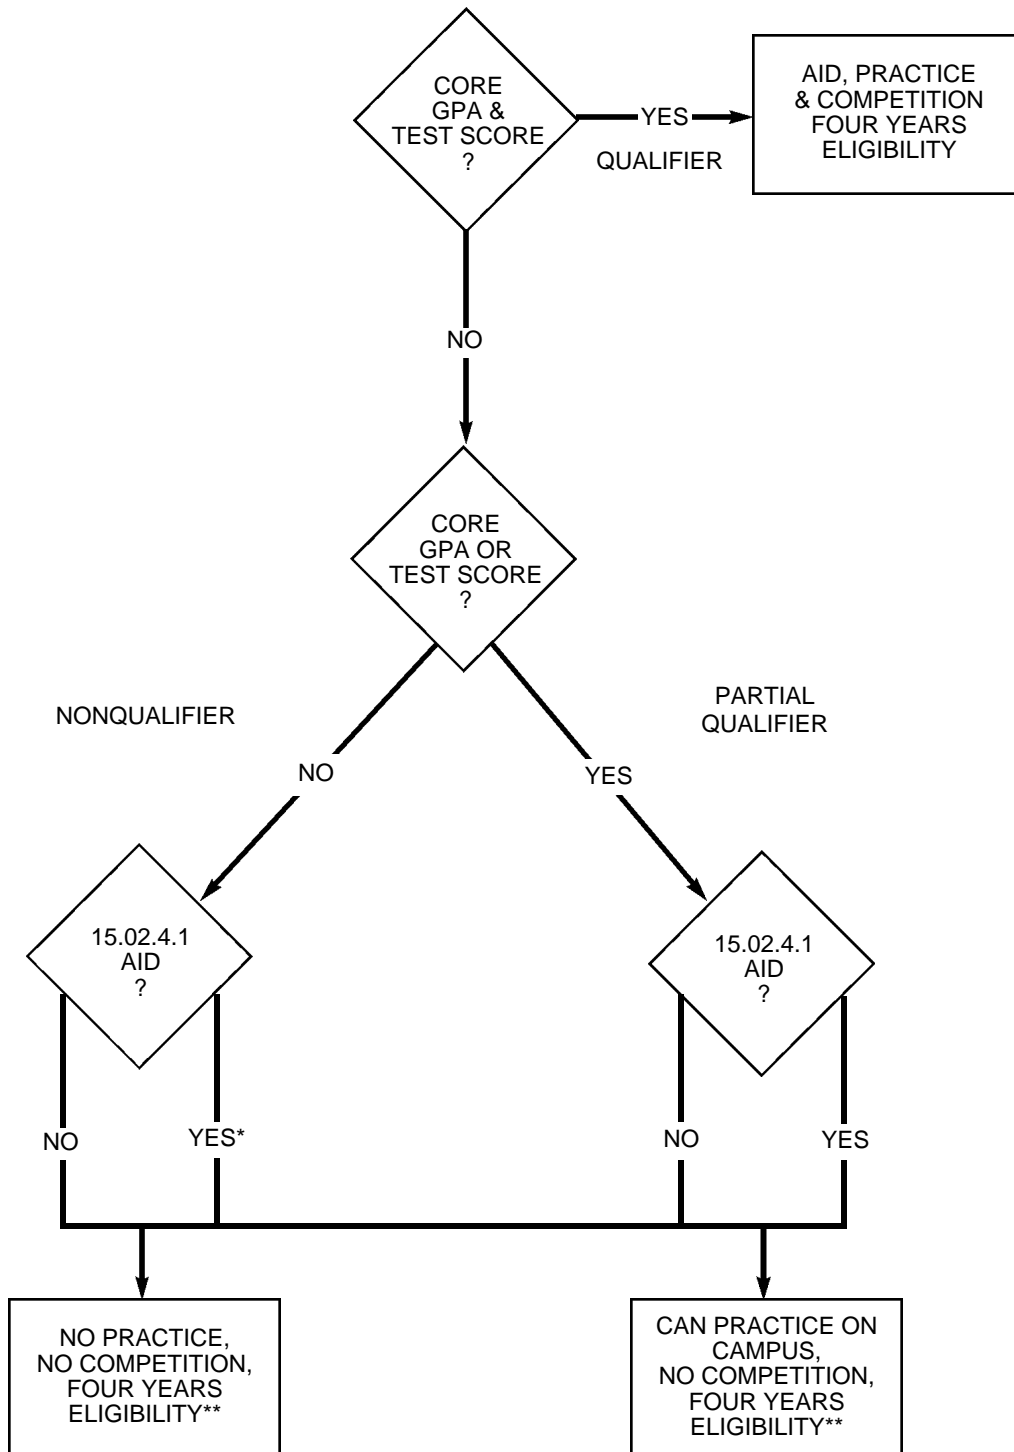 CORE
GPA &
TEST SCORE
?
YES
QUALIFIER
AID, PRACTICE
& COMPETITION
FOUR YEARS
ELIGIBILITY
NO
CORE
GPA OR
TEST SCORE
?
NONQUALIFIER
PARTIAL
QUALIFIER
NO
YES
15.02.4.1
AID
?
15.02.4.1
AID
?
NO
YES*
NO
YES
NO PRACTICE,
NO COMPETITION,
FOUR YEARS
ELIGIBILITY**
CAN PRACTICE ON
CAMPUS,
NO COMPETITION,
FOUR YEARS
ELIGIBILITY**